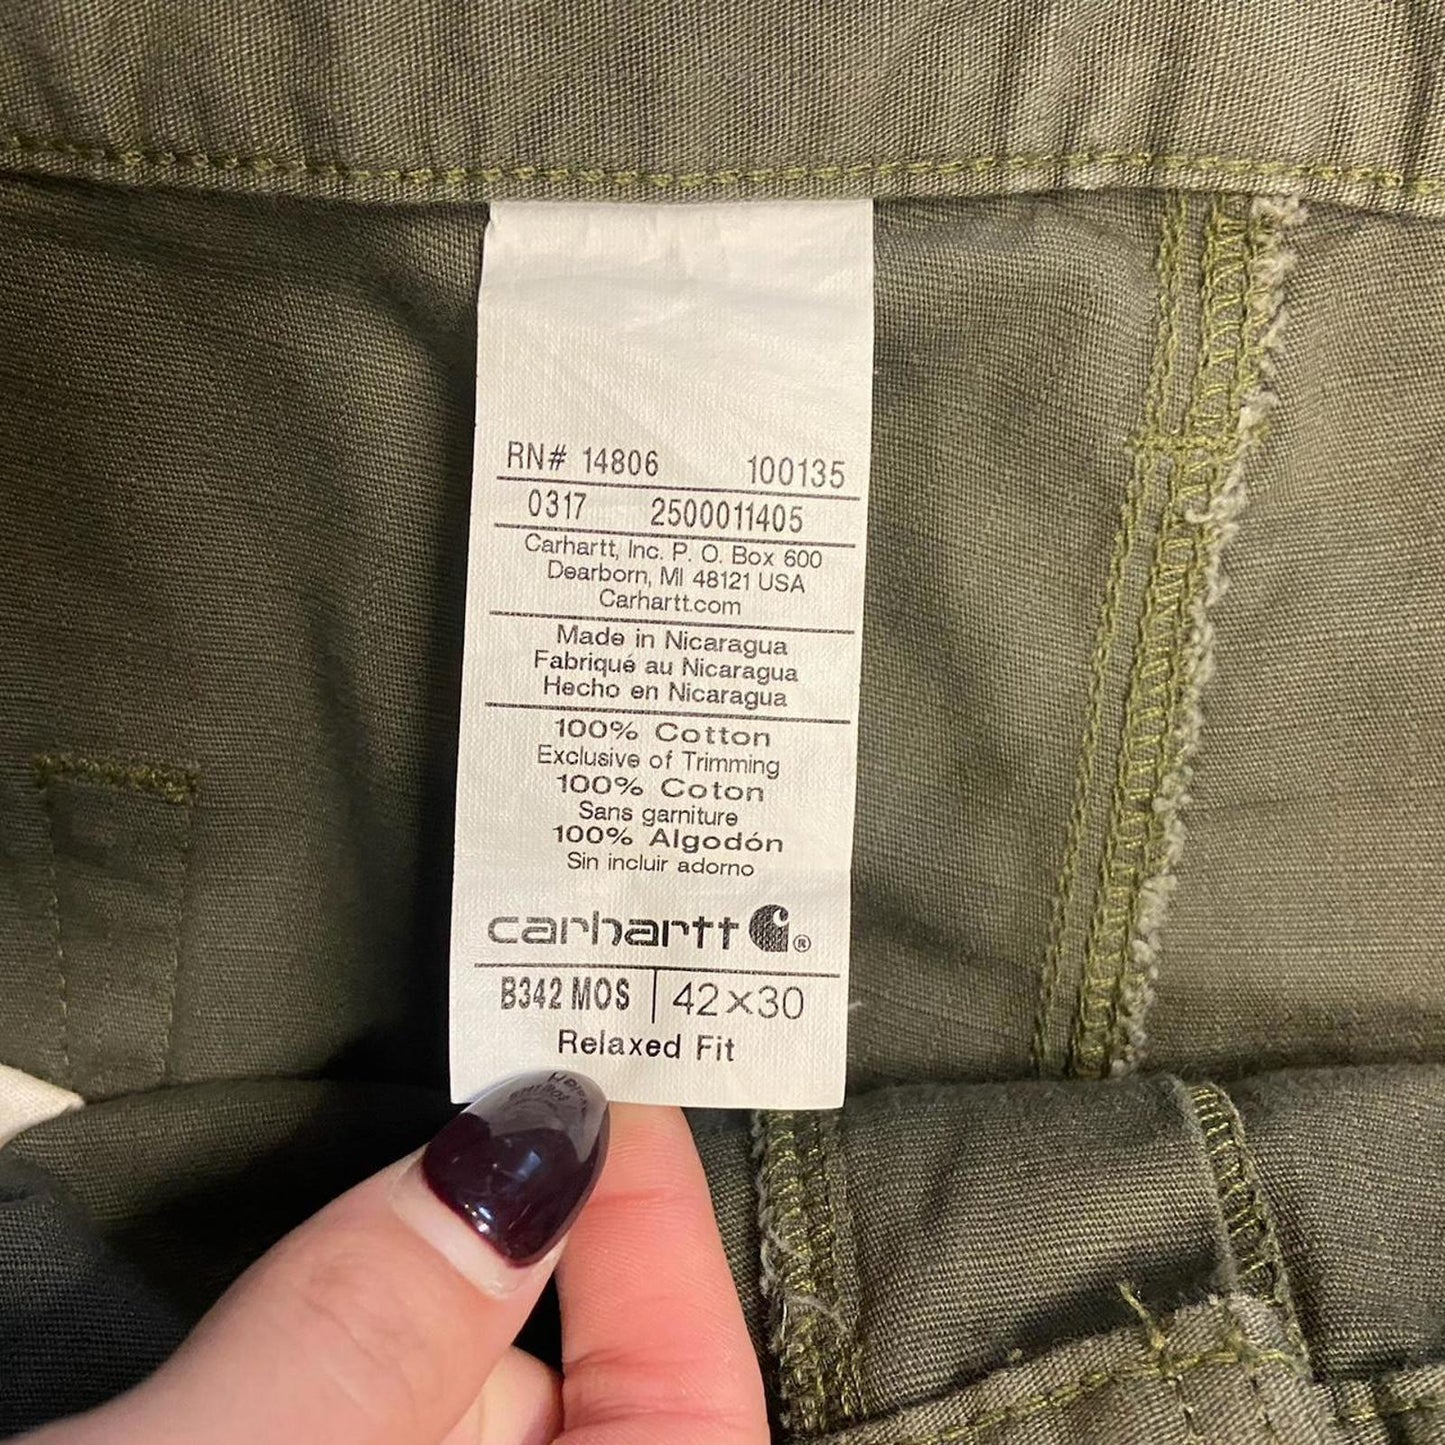 RN# 14806 100135
0317 2500011405
Carhartt, Inc. P. O. Box 600
Dearborn, MI 48121 USA
Carhartt.com
Made in Nicaragua
Fabriqué au Nicaragua
Hecho en Nicaragua
100% Cotton
Exclusive of Trimming
100% Coton
Sans garniture
100% Algodón
Sin incluir adorno
carhartt ®
B342 MOS | 42×30
Relaxed Fit